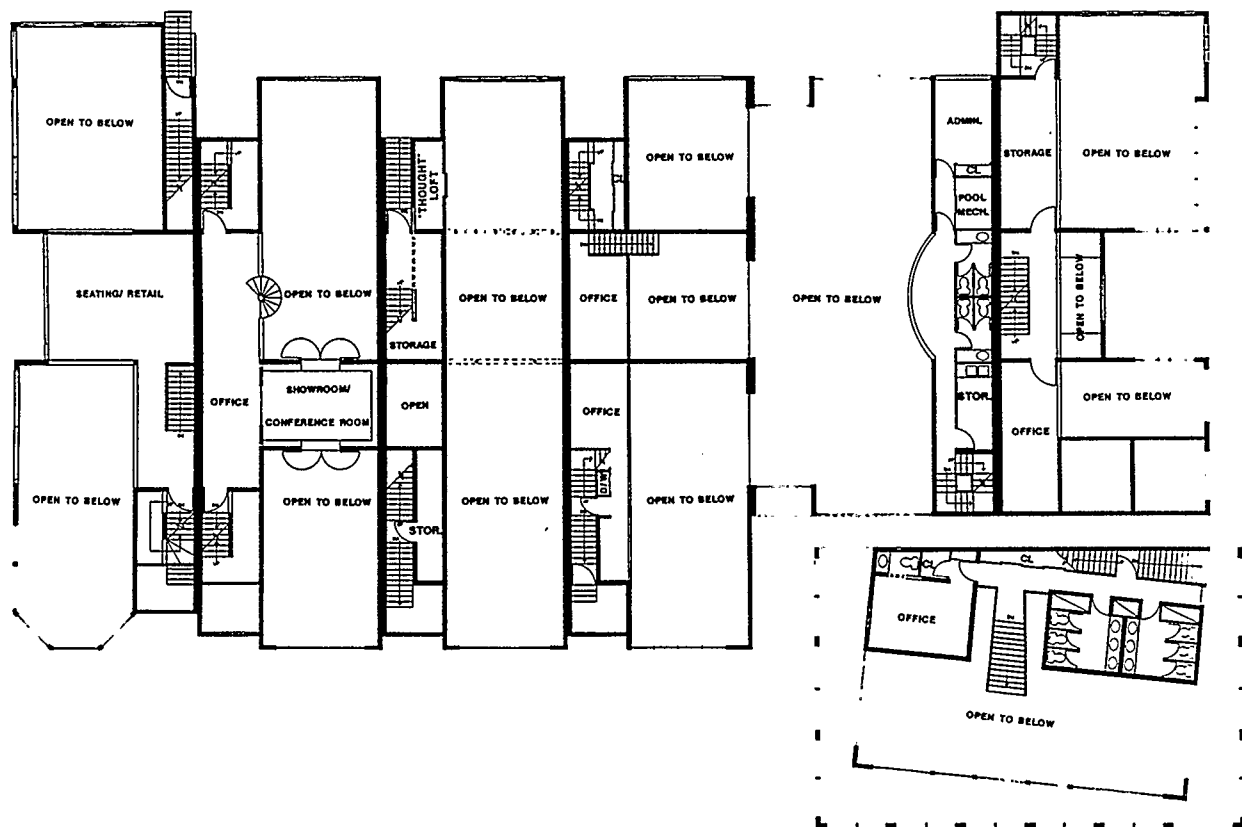 OPEN TO BELOW
ADMIN.
OPEN TO BELOW
STORAGE
OPEN TO BELOW
CL
CL
"THOUGHT"
LOFT
POOL
MECH.
SEATING/ RETAIL
OPEN TO BELOW
OPEN TO BELOW
OFFICE
OPEN TO BELOW
OPEN TO BELOW
OPEN TO BELOW
STORAGE
SHOWROOM/
CONFERENCE ROOM
OFFICE
OPEN
OFFICE
STOR.
OPEN TO BELOW
OFFICE
OPEN TO BELOW
OPEN TO BELOW
OPEN TO BELOW
OPEN TO BELOW
D/W
STOR.
CL
CL
OFFICE
OPEN TO BELOW